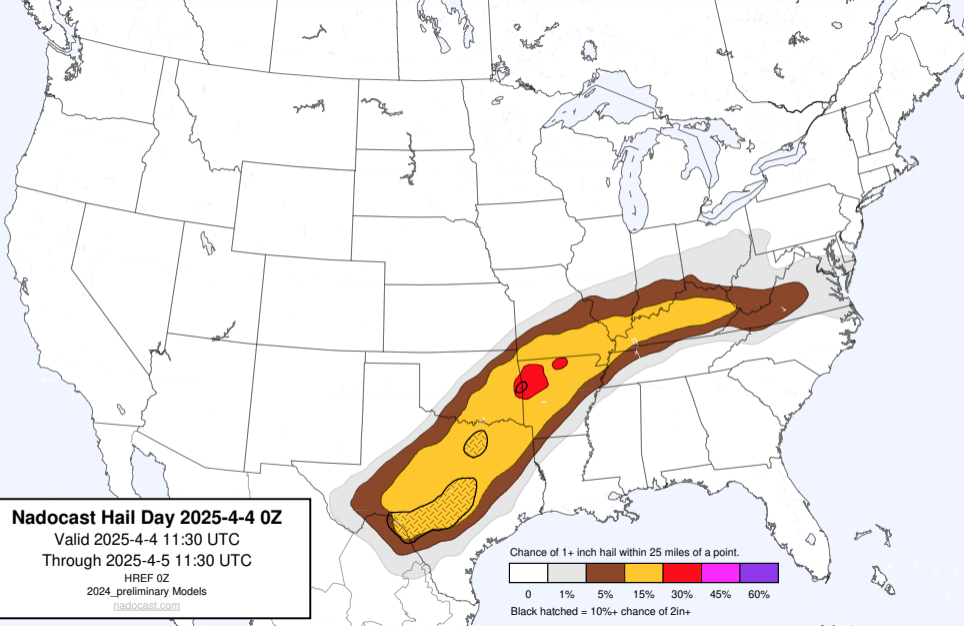 Nadocast Hail Day 2025-4-4 0Z
Valid 2025-4-4 11:30 UTC
Through 2025-4-5 11:30 UTC
HREF 0Z
2024_preliminary Models
nadocast.com
Chance of 1+ inch hail within 25 miles of a point.
0 1% 5% 15% 30% 45% 60%
Black hatched = 10%+ chance of 2in+